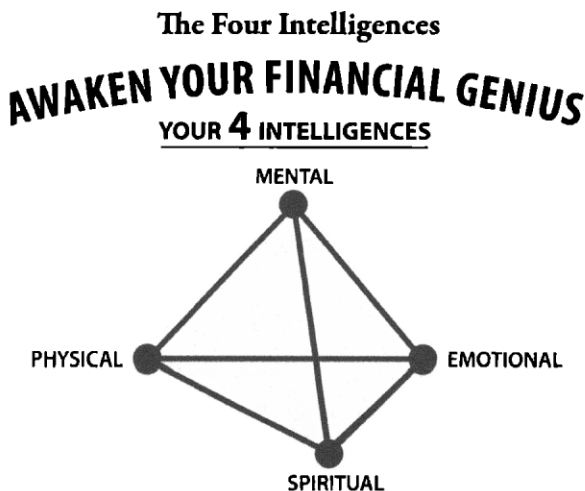 The Four Intelligences
AWAKEN YOUR FINANCIAL GENIUS
YOUR 4 INTELLIGENCES
MENTAL
PHYSICAL
EMOTIONAL
SPIRITUAL